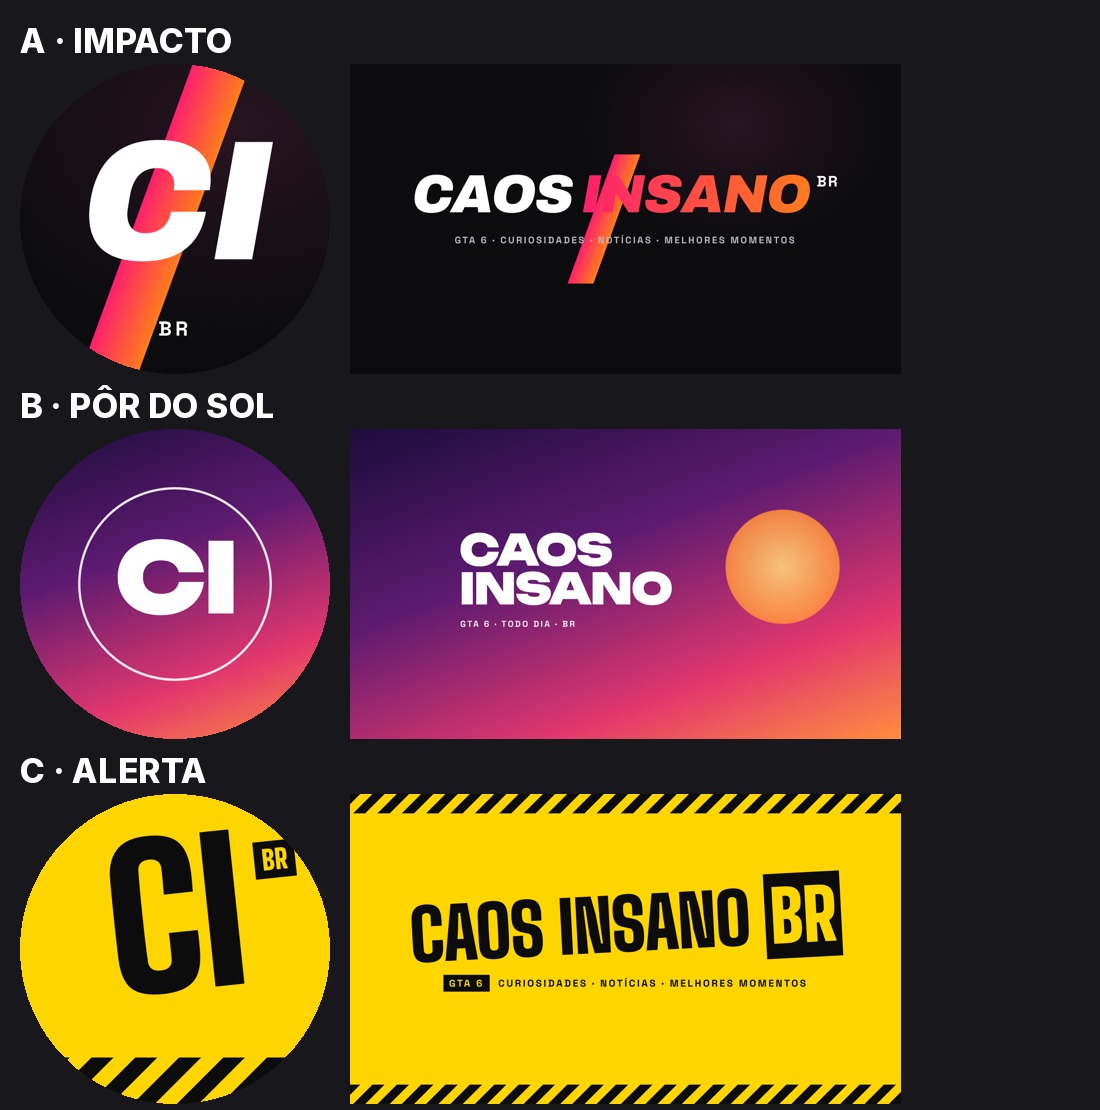 A · IMPACTO
CI
BR
CAOS INSANO BR
GTA 6 · CURIOSIDADES · NOTÍCIAS · MELHORES MOMENTOS
B · PÔR DO SOL
CI
CAOS
INSANO
GTA 6 · TODO DIA · BR
C · ALERTA
CI BR
CAOS INSANO BR
GTA 6 CURIOSIDADES · NOTÍCIAS · MELHORES MOMENTOS